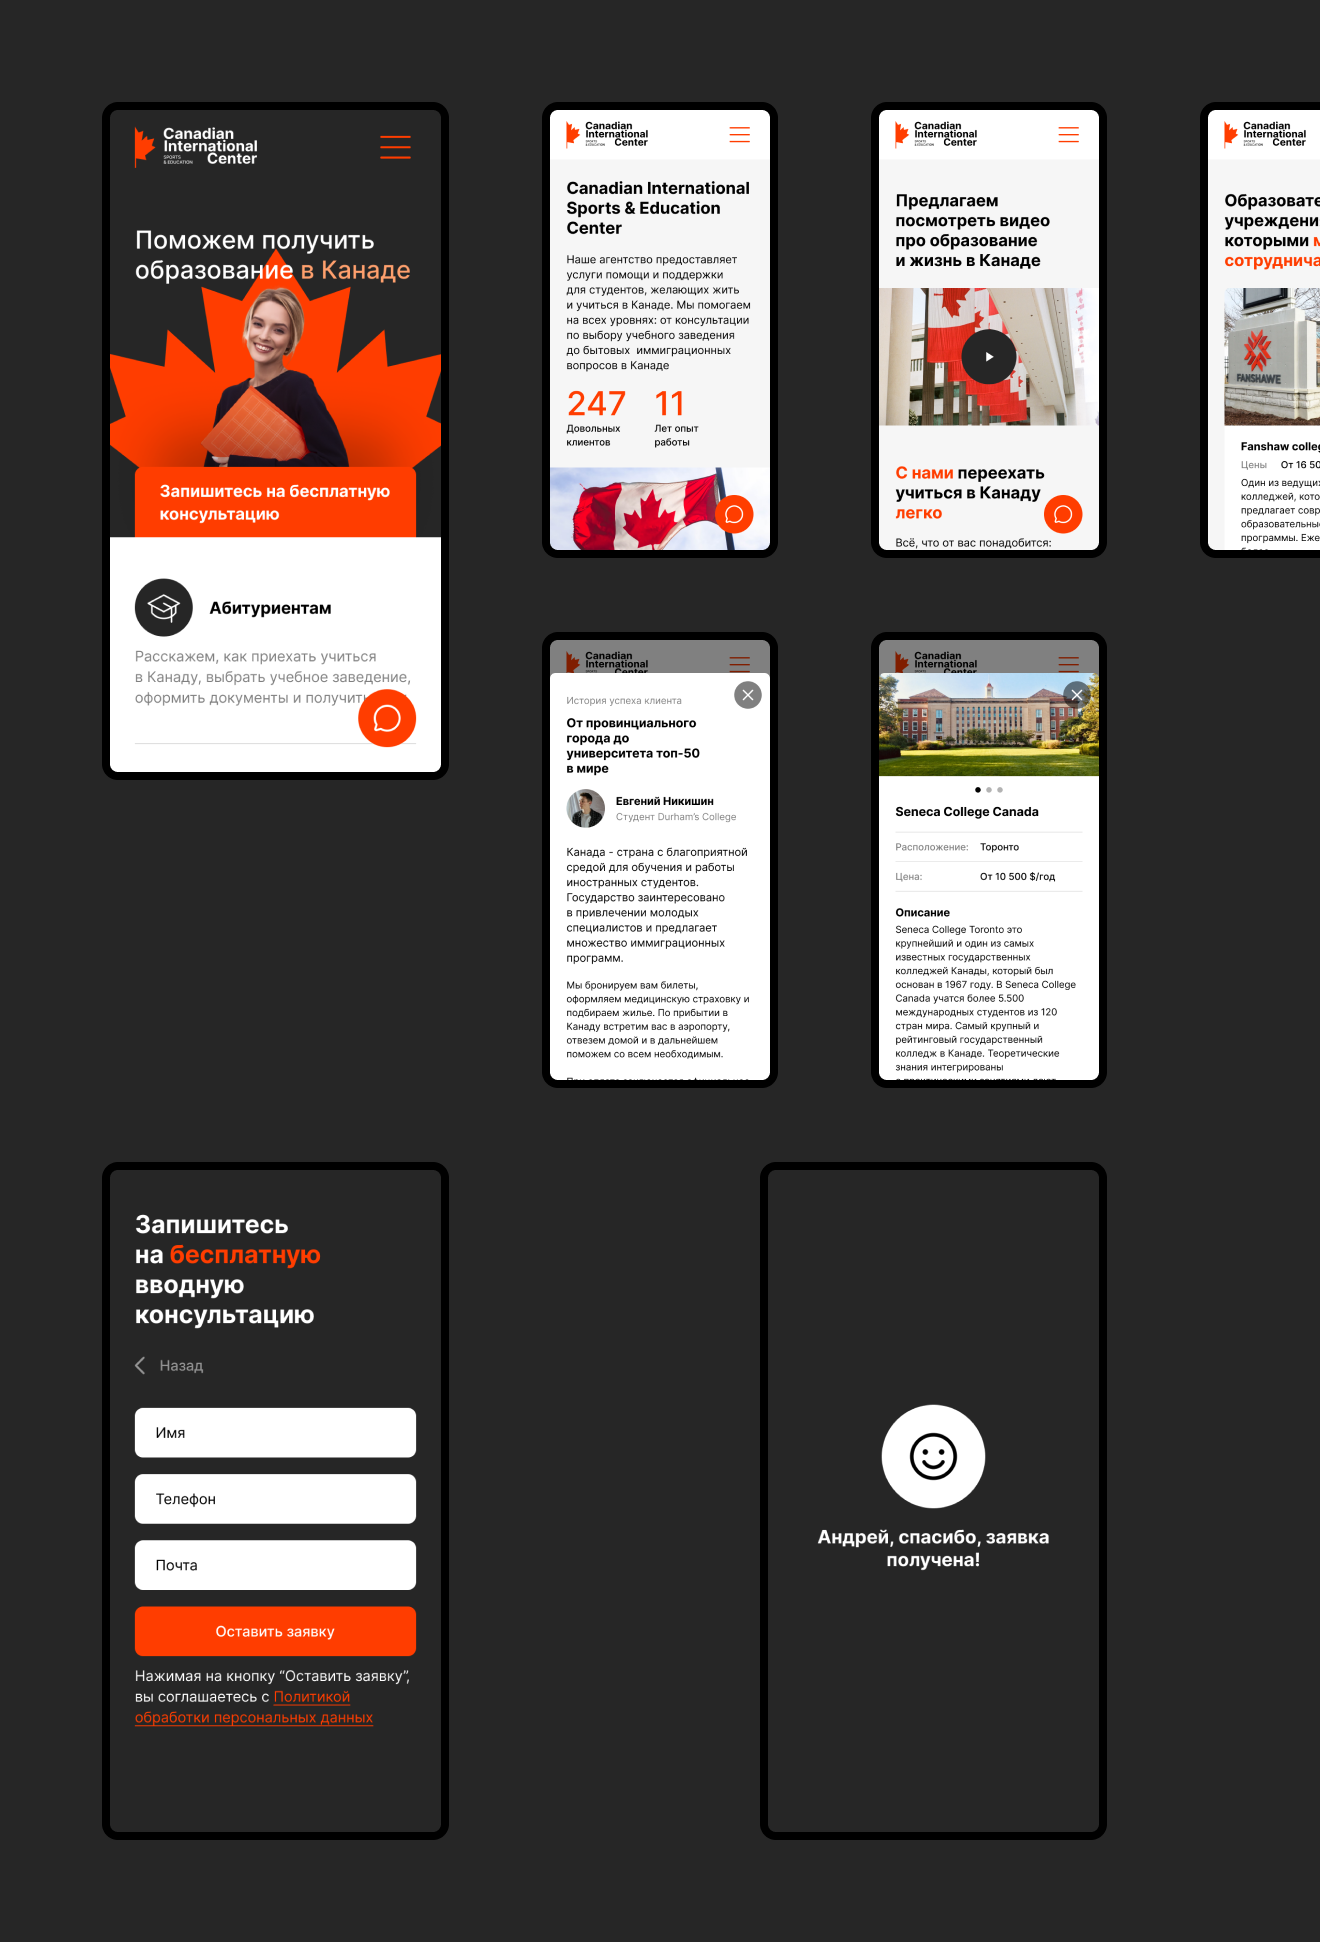 Canadian
International
Center
SPORTS
& EDUCATION
Поможем получить
образование в Канаде
Запишитесь на бесплатную
консультацию
Абитуриентам
Расскажем, как приехать учиться
в Канаду, выбрать учебное заведение,
оформить документы и получить
Canadian
International
Center
SPORTS
& EDUCATION
Canadian International
Sports & Education
Center
Наше агентство предоставляет
услуги помощи и поддержки
для студентов, желающих жить
и учиться в Канаде. Мы помогаем
на всех уровнях: от консультации
по выбору учебного заведения
до бытовых иммиграционных
вопросов в Канаде
247
Довольных
клиентов
11
Лет опыт
работы
Canadian
International
Center
SPORTS
& EDUCATION
Предлагаем
посмотреть видео
про образование
и жизнь в Канаде
С нами переехать
учиться в Канаду
легко
Всё, что от вас понадобится:
Canadian
International
Center
SPORTS
& EDUCATION
Образовате
учреждени
которыми
сотруднича
FANSHAWE
Fanshaw colle
Цены От 16 50
Один из ведущих
колледжей, кото
предлагает совр
образовательны
программы. Еже
Canadian
International
Center
История успеха клиента
От провинциального
города до
университета топ-50
в мире
Евгений Никишин
Студент Durham's College
Канада - страна с благоприятной
средой для обучения и работы
иностранных студентов.
Государство заинтересовано
в привлечении молодых
специалистов и предлагает
множество иммиграционных
программ.
Мы бронируем вам билеты,
оформляем медицинскую страховку и
подбираем жилье. По прибытии в
Канаду встретим вас в аэропорту,
отвезем домой и в дальнейшем
поможем со всем необходимым.
Canadian
International
Center
Seneca College Canada
Расположение: Торонто
Цена: От 10 500 $/год
Описание
Seneca College Toronto это
крупнейший и один из самых
известных государственных
колледжей Канады, который был
основан в 1967 году. В Seneca College
Canada учатся более 5.500
международных студентов из 120
стран мира. Самый крупный и
рейтинговый государственный
колледж в Канаде. Теоретические
знания интегрированы
Запишитесь
на бесплатную
вводную
консультацию
Назад
Имя
Телефон
Почта
Оставить заявку
Нажимая на кнопку “Оставить заявку”,
вы соглашаетесь с Политикой
обработки персональных данных
Андрей, спасибо, заявка
получена!